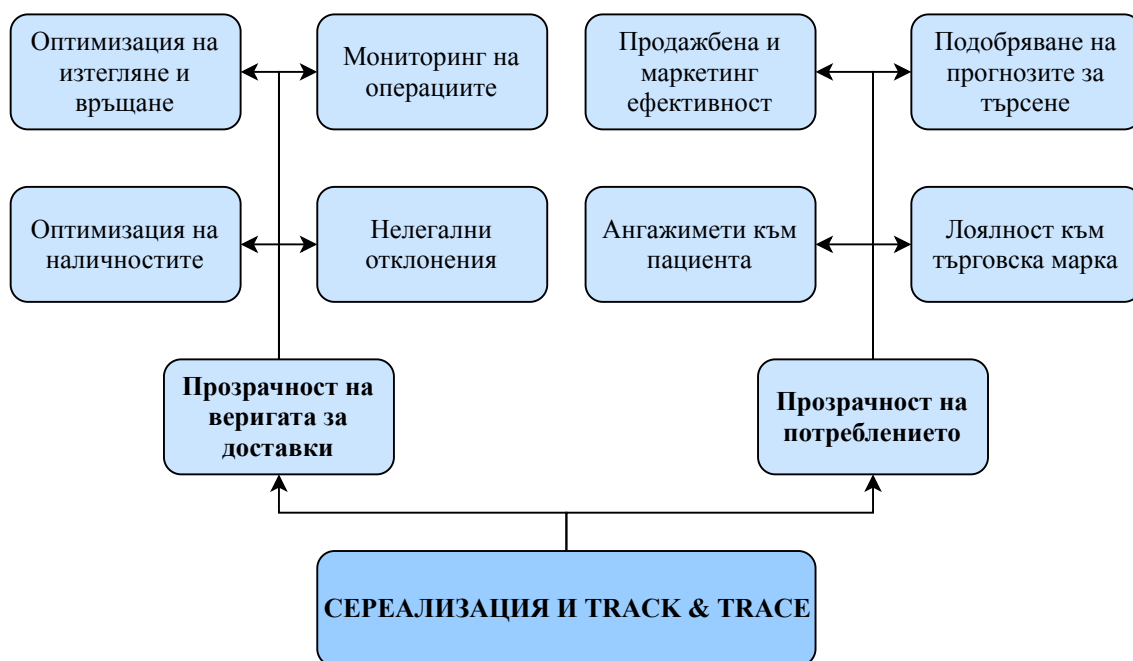 Оптимизация на
изтегляне и
връщане
Мониторинг на
операциите
Продажбена и
маркетинг
ефективност
Подобряване на
прогнозите за
търсене
Оптимизация на
наличностите
Нелегални
отклонения
Ангажимети към
пациента
Лоялност към
търговска марка
Прозрачност на
веригата за
доставки
Прозрачност на
потреблението
СЕРЕАЛИЗАЦИЯ И TRACK & TRACE